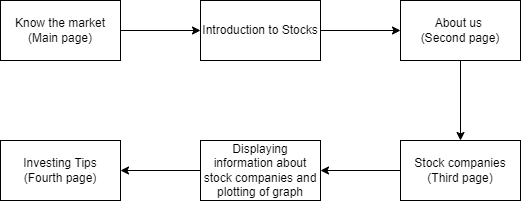 Know the market
(Main page)
Introduction to Stocks
About us
(Second page)
Stock companies
(Third page)
Displaying
information about
stock companies and
plotting of graph
Investing Tips
(Fourth page)